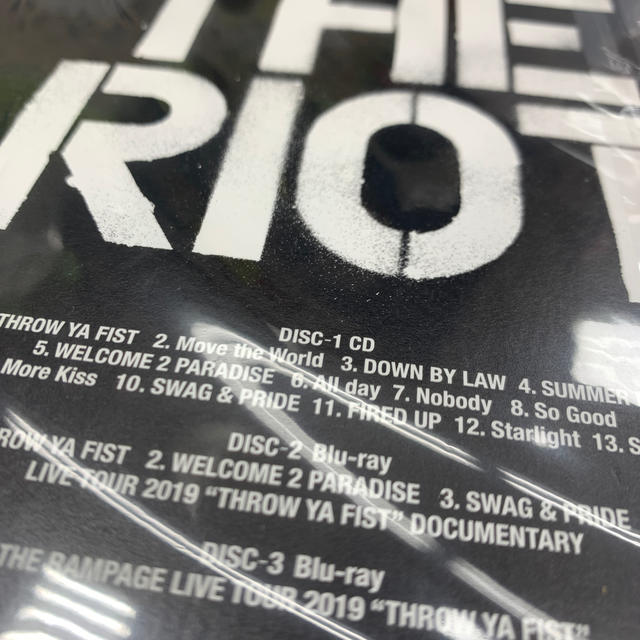 THE
RIO
DISC-1 CD
THROW YA FIST 2. Move the World 3. DOWN BY LAW 4. SUMMER
5. WELCOME 2 PARADISE 6. All day 7. Nobody 8. So Good
More Kiss 10. SWAG & PRIDE 11. FIRED UP 12. Starlight 13. S
DISC-2 Blu-ray
ROW YA FIST 2. WELCOME 2 PARADISE 3. SWAG & PRIDE
LIVE TOUR 2019 “THROW YA FIST” DOCUMENTARY
DISC-3 Blu-ray
THE RAMPAGE LIVE TOUR 2019 “THROW YA FIST”